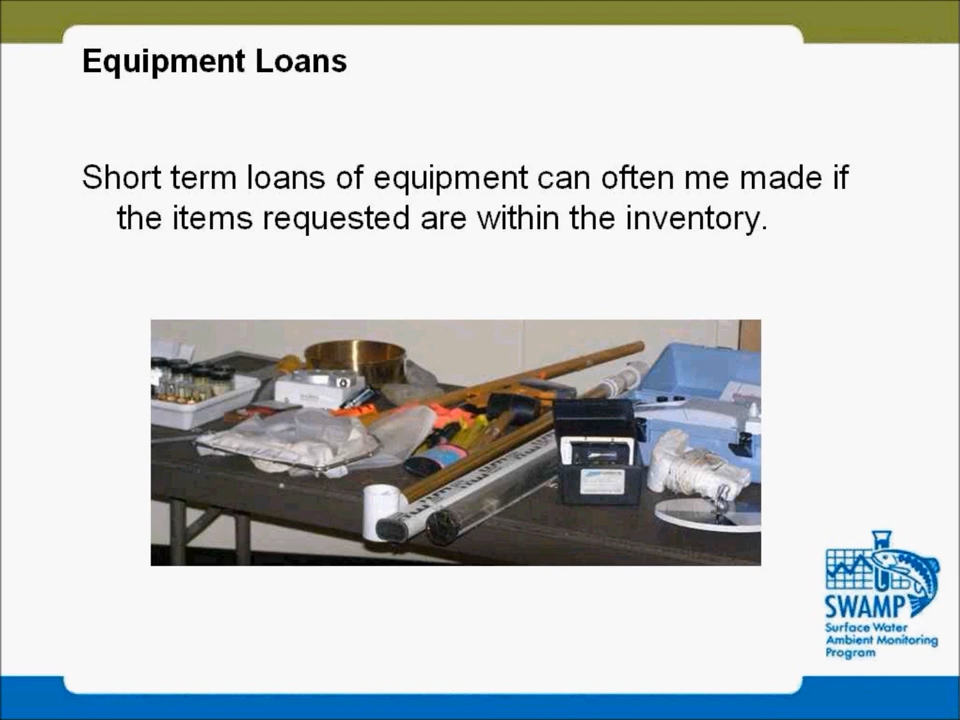 Equipment Loans
Short term loans of equipment can often me made if
the items requested are within the inventory.
SWAMP
Surface Water
Ambient Monitoring
Program